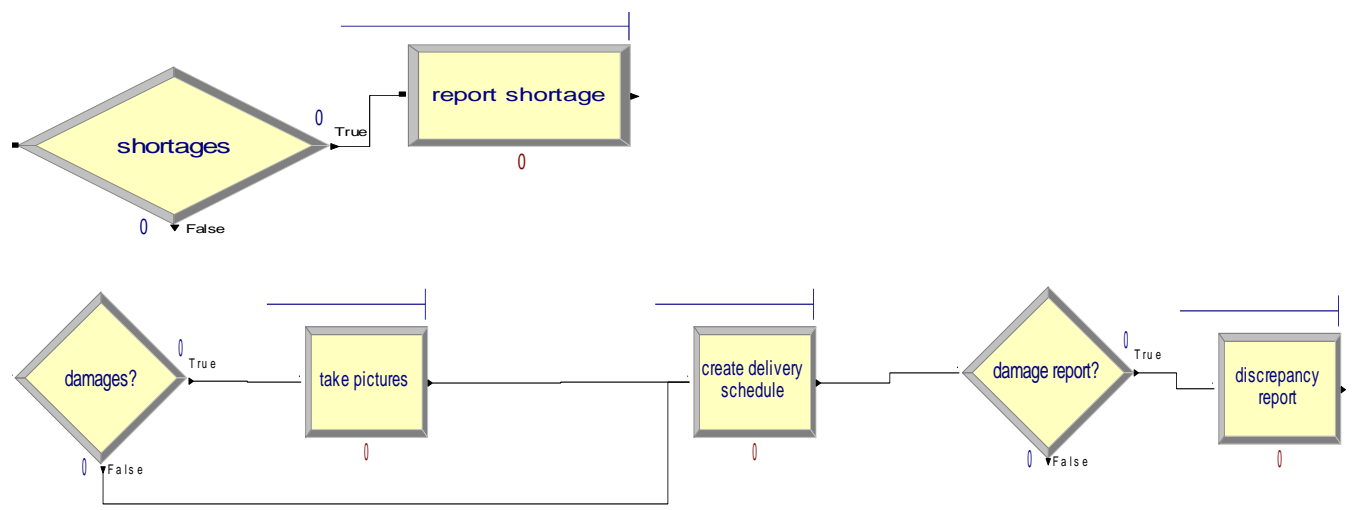 0
True
report shortage
shortages
0
0
False
damages?
0
True
0
False
take pictures
0
create delivery
schedule
0
damage report?
0
True
0
False
discrepancy
report
0